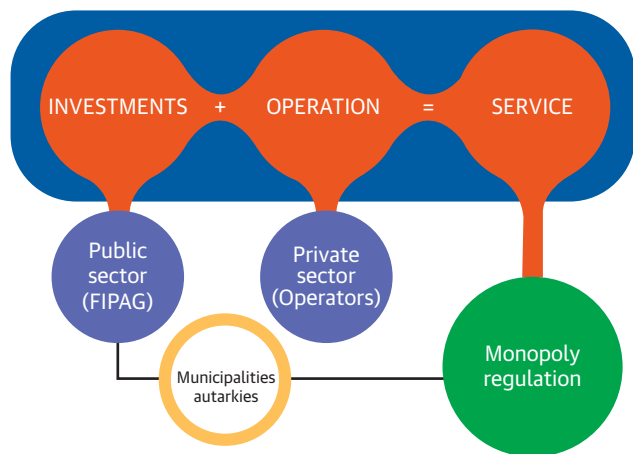 INVESTMENTS + OPERATION = SERVICE
Public
sector
(FIPAG)
Private
sector
(Operators)
Municipalities
autarkies
Monopoly
regulation